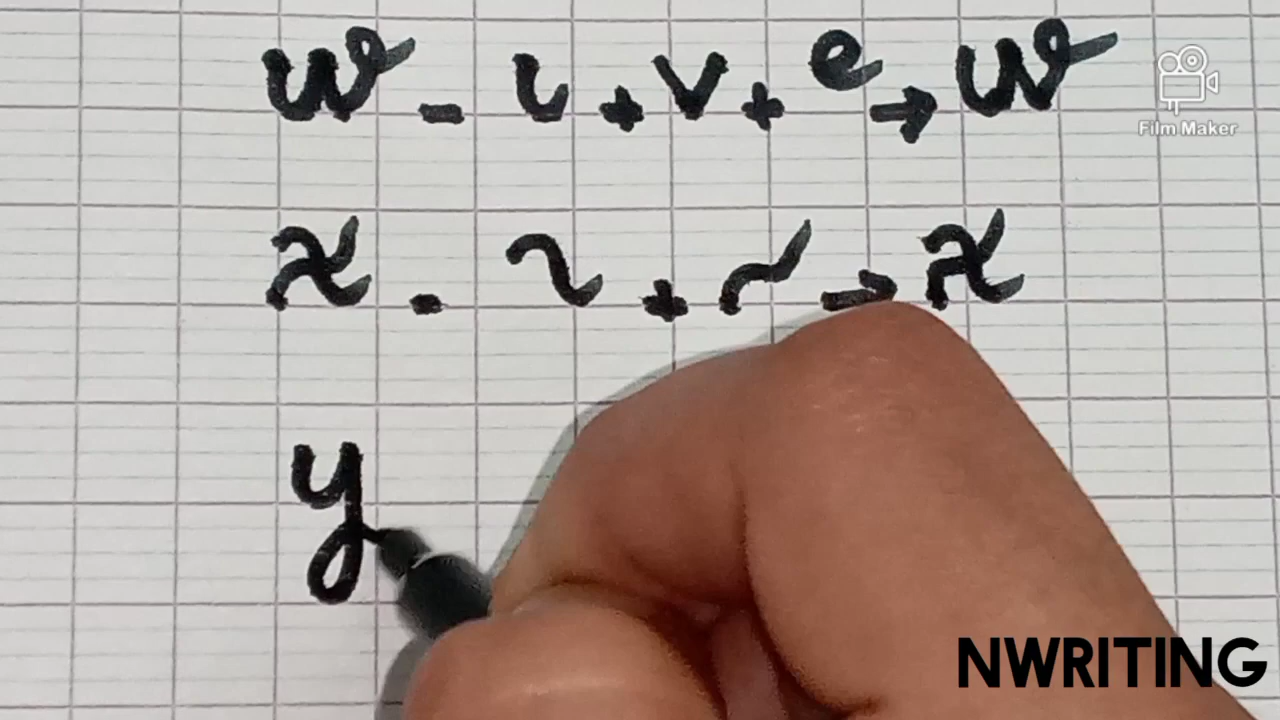 w - ι + v + e → w
Film Maker
x - ~ + ~ → x
y
NWRITING